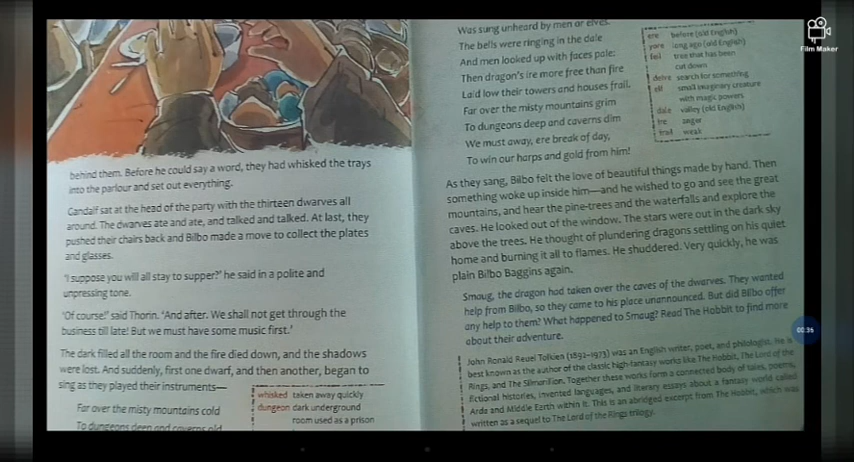 behind them. Before he could say a word, they had whisked the trays
into the parlour and set out everything.
Gandalf sat at the head of the party with the thirteen dwarves all
around. The dwarves ate and ate, and talked and talked. At last, they
pushed their chairs back and Bilbo made a move to collect the plates
and glasses.
'I suppose you will all stay to supper?' he said in a polite and
unpressing tone.
'Of course!' said Thorin. 'And after. We shall not get through the
business till late! But we must have some music first.'
The dark filled all the room and the fire died down, and the shadows
were lost. And suddenly, first one dwarf, and then another, began to
sing as they played their instruments—
Far over the misty mountains cold
To dungeons deep and caverns old
whisked taken away quickly
dungeon dark underground
room used as a prison
Was sung unheard by men or elves.
The bells were ringing in the dale
And men looked up with faces pale:
Then dragon's ire more free than fire
Laid low their towers and houses frail.
Far over the misty mountains grim
To dungeons deep and caverns dim
We must away, ere break of day,
To win our harps and gold from him!
ere before (old English)
yore long ago (old English)
fell tree that has been
cut down
delve search for something
elf small imaginary creature
with magic powers
dale valley (old English)
ire anger
frail weak
As they sang, Bilbo felt the love of beautiful things made by hand. Then
something woke up inside him—and he wished to go and see the great
mountains, and hear the pine-trees and the waterfalls and explore the
caves. He looked out of the window. The stars were out in the dark sky
above the trees. He thought of plundering dragons settling on his quiet
home and burning it all to flames. He shuddered. Very quickly, he was
plain Bilbo Baggins again.
Smaug, the dragon had taken over the caves of the dwarves. They wanted
help from Bilbo, so they came to his place unannounced. But did Bilbo offer
any help to them? What happened to Smaug? Read The Hobbit to find more
about their adventure.
John Ronald Reuel Tolkien (1892–1973) was an English writer, poet, and philologist. He is
best known as the author of the classic high-fantasy works like The Hobbit, The Lord of the
Rings, and The Silmarillion. Together these works form a connected body of tales, poems,
fictional histories, invented languages, and literary essays about a fantasy world called
Arda and Middle Earth within it. This is an abridged excerpt from The Hobbit, which was
written as a sequel to The Lord of the Rings trilogy.
Film Maker
00:36